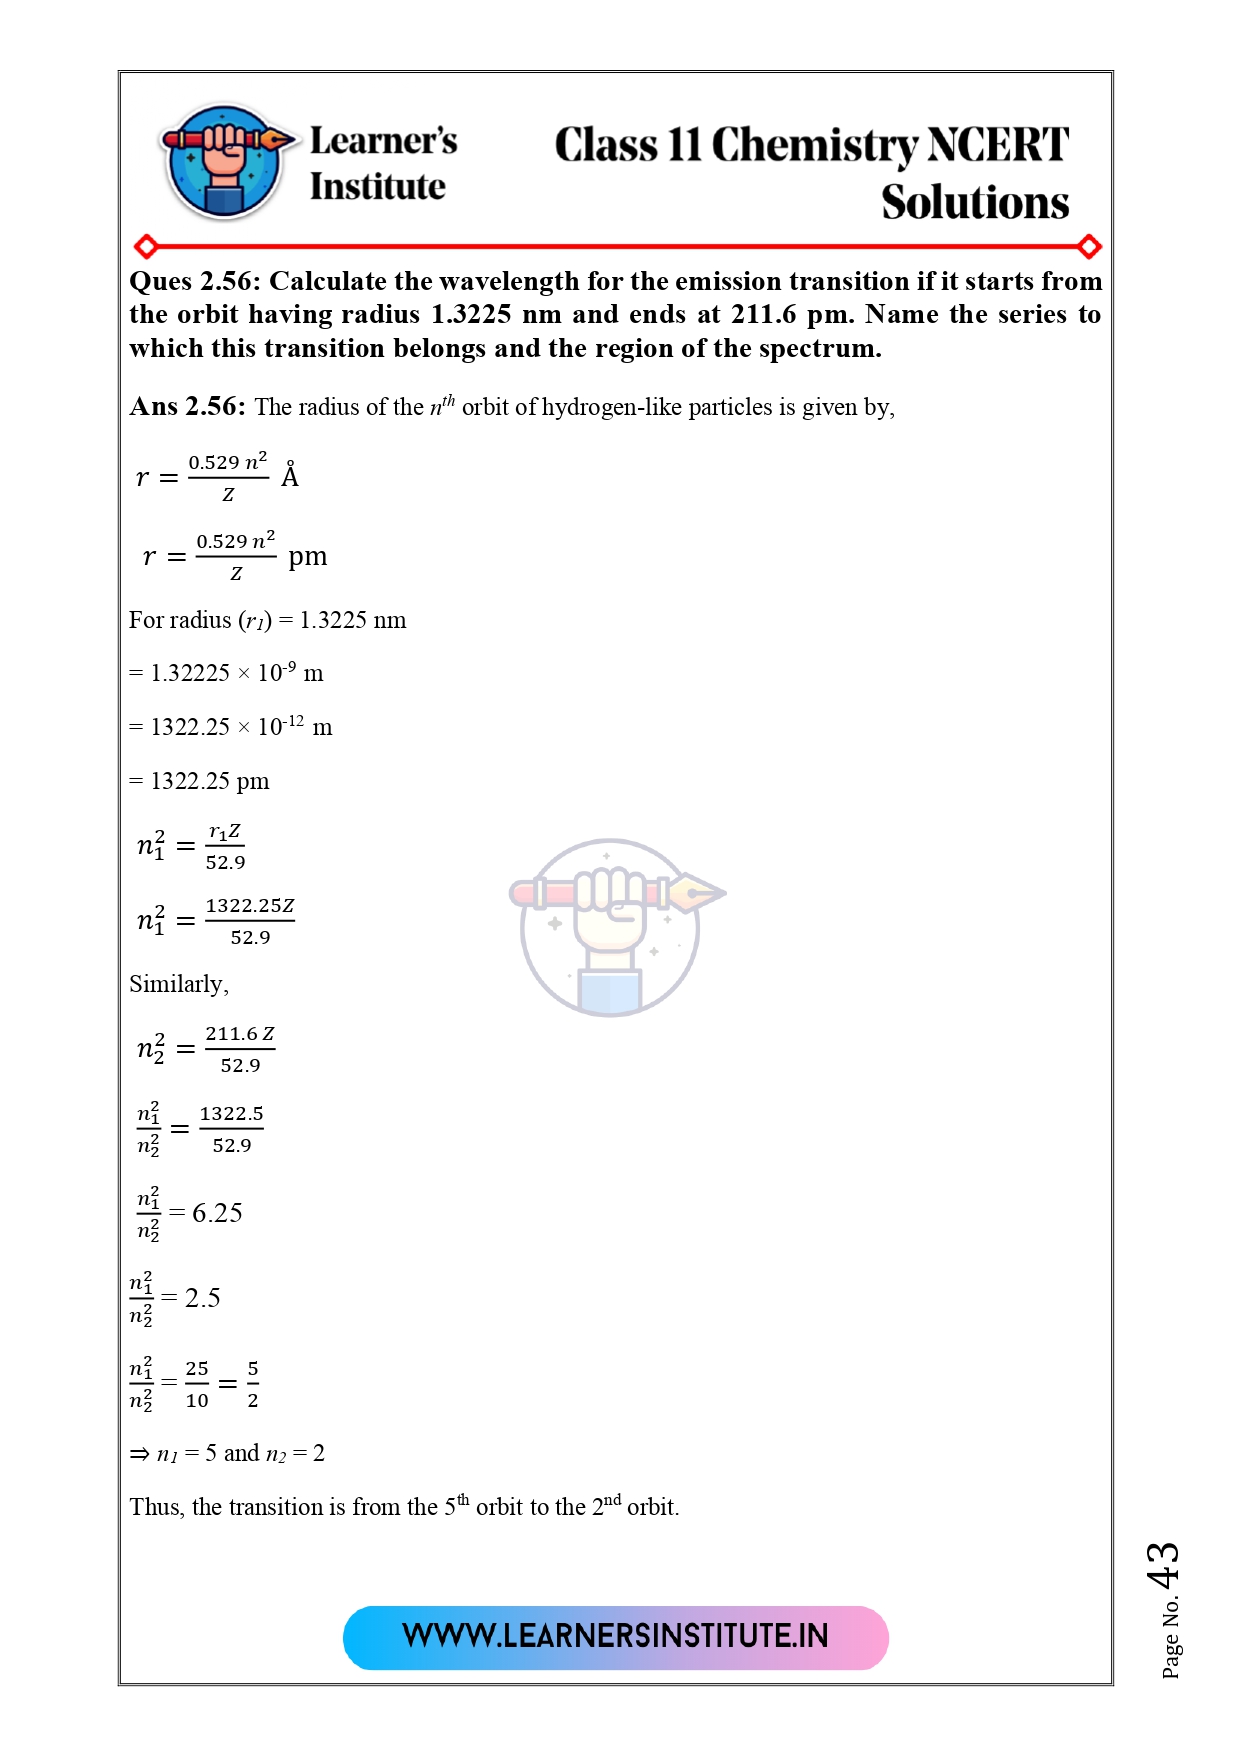 Learner's
Institute
Class 11 Chemistry NCERT
Solutions
Ques 2.56: Calculate the wavelength for the emission transition if it starts from
the orbit having radius 1.3225 nm and ends at 211.6 pm. Name the series to
which this transition belongs and the region of the spectrum.
Ans 2.56: The radius of the nᵗʰ orbit of hydrogen-like particles is given by,
r = \frac{0.529 n^2}{Z} Å
r = \frac{0.529 n^2}{Z} pm
For radius (r₁) = 1.3225 nm
= 1.32225 × 10⁻⁹ m
= 1322.25 × 10⁻¹² m
= 1322.25 pm
n_1^2 = \frac{r_1 Z}{52.9}
n_1^2 = \frac{1322.25Z}{52.9}
Similarly,
n_2^2 = \frac{211.6 Z}{52.9}
\frac{n_1^2}{n_2^2} = \frac{1322.5}{52.9}
\frac{n_1^2}{n_2^2} = 6.25
\frac{n_1^2}{n_2^2} = 2.5
\frac{n_1^2}{n_2^2} = \frac{25}{10} = \frac{5}{2}
⇒ n₁ = 5 and n₂ = 2
Thus, the transition is from the 5ᵗʰ orbit to the 2ⁿᵈ orbit.
WWW.LEARNERSINSTITUTE.IN
Page No. 43